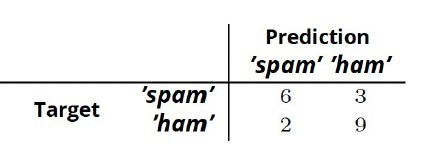 Prediction
'spam' 'ham'
Target 'spam' 6 3
'ham' 2 9